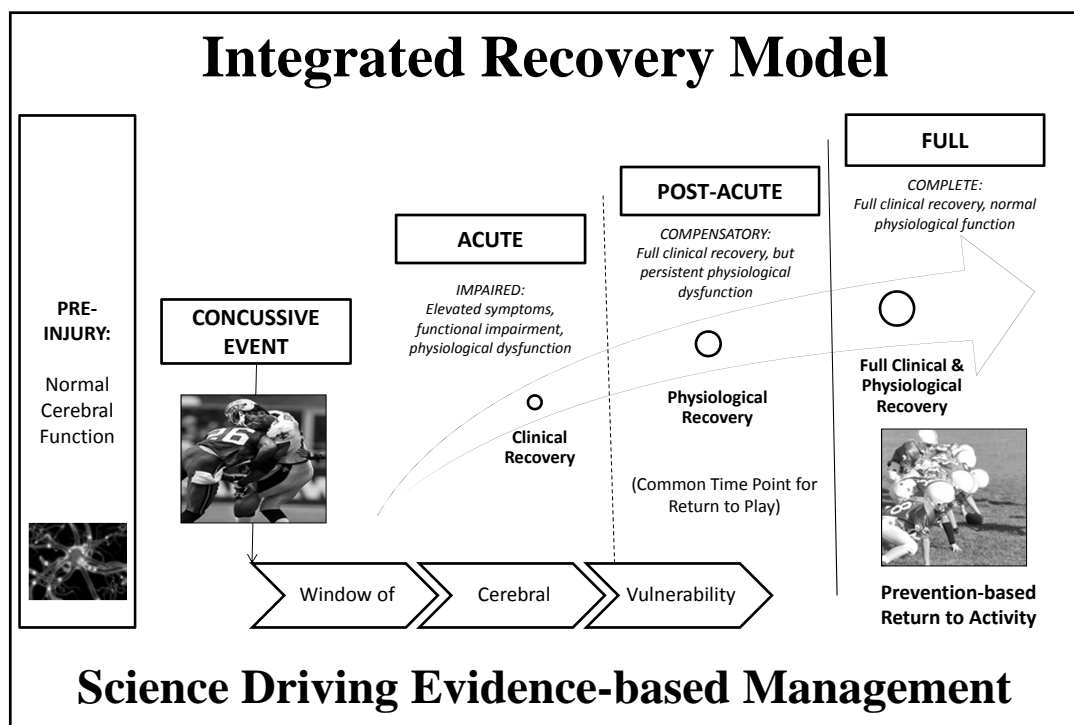 Integrated Recovery Model
PRE-
INJURY:
Normal
Cerebral
Function
CONCUSSIVE
EVENT
26
ACUTE
IMPAIRED:
Elevated symptoms,
functional impairment,
physiological dysfunction
Clinical
Recovery
POST-ACUTE
COMPENSATORY:
Full clinical recovery, but
persistent physiological
dysfunction
Physiological
Recovery
(Common Time Point for
Return to Play)
FULL
COMPLETE:
Full clinical recovery, normal
physiological function
Full Clinical &
Physiological
Recovery
8
Prevention-based
Return to Activity
Window of
Cerebral
Vulnerability
Science Driving Evidence-based Management